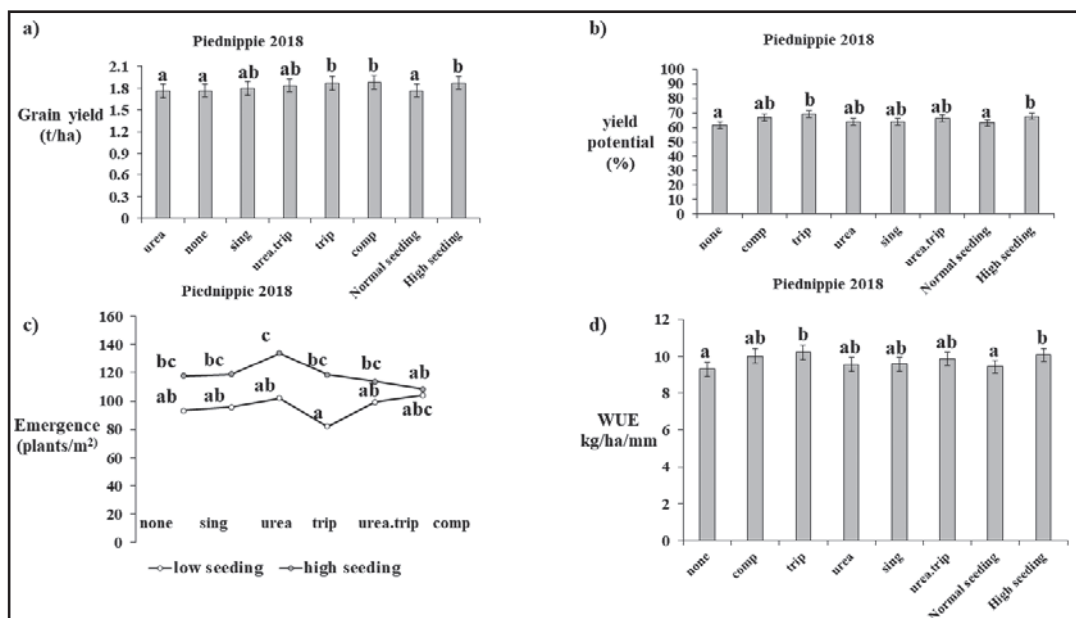 a)
Piednippie 2018
Grain yield
(t/ha)
2.1
1.8
1.5
1.2
0.9
0.6
0.3
0
a a ab ab b b a b
urea none sing urea.trip trip comp Normal seeding High seeding
b)
Piednippie 2018
yield
potential
(%)
100
90
80
70
60
50
40
30
20
10
0
a ab b ab ab ab a b
none comp trip urea sing urea.trip Normal seeding High seeding
c)
Piednippie 2018
Emergence
(plants/m²)
160
140
120
100
80
60
40
20
0
bc bc c bc bc ab
ab ab ab a ab abc
none sing urea trip urea.trip comp
low seeding high seeding
d)
Piednippie 2018
WUE
kg/ha/mm
12
10
8
6
4
2
0
a ab b ab ab ab a b
none comp trip urea sing urea.trip Normal seeding High seeding